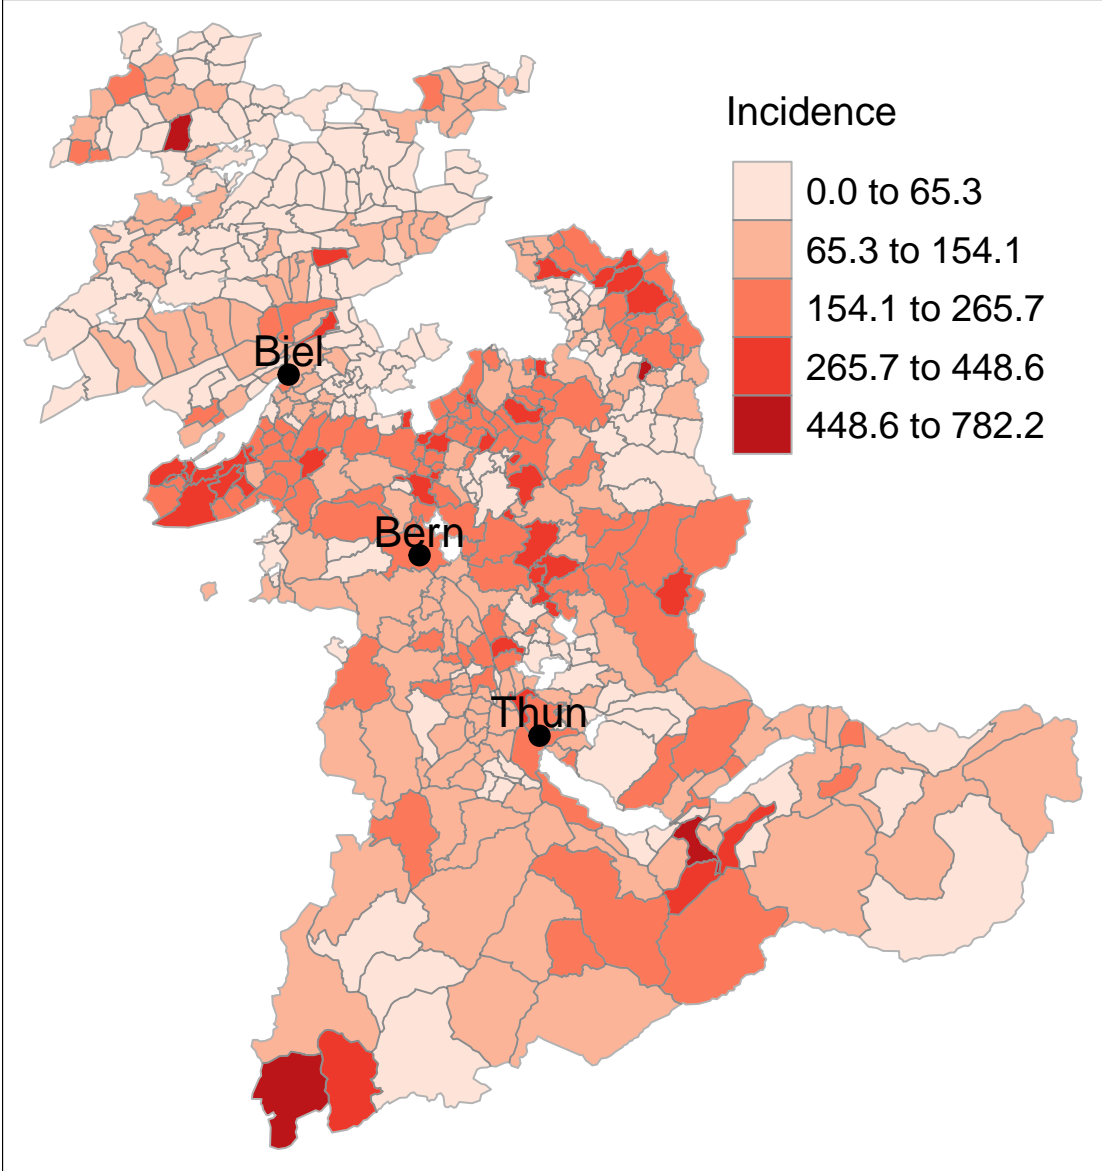 Incidence
0.0 to 65.3
65.3 to 154.1
154.1 to 265.7
265.7 to 448.6
448.6 to 782.2
Biel
Bern
Thun